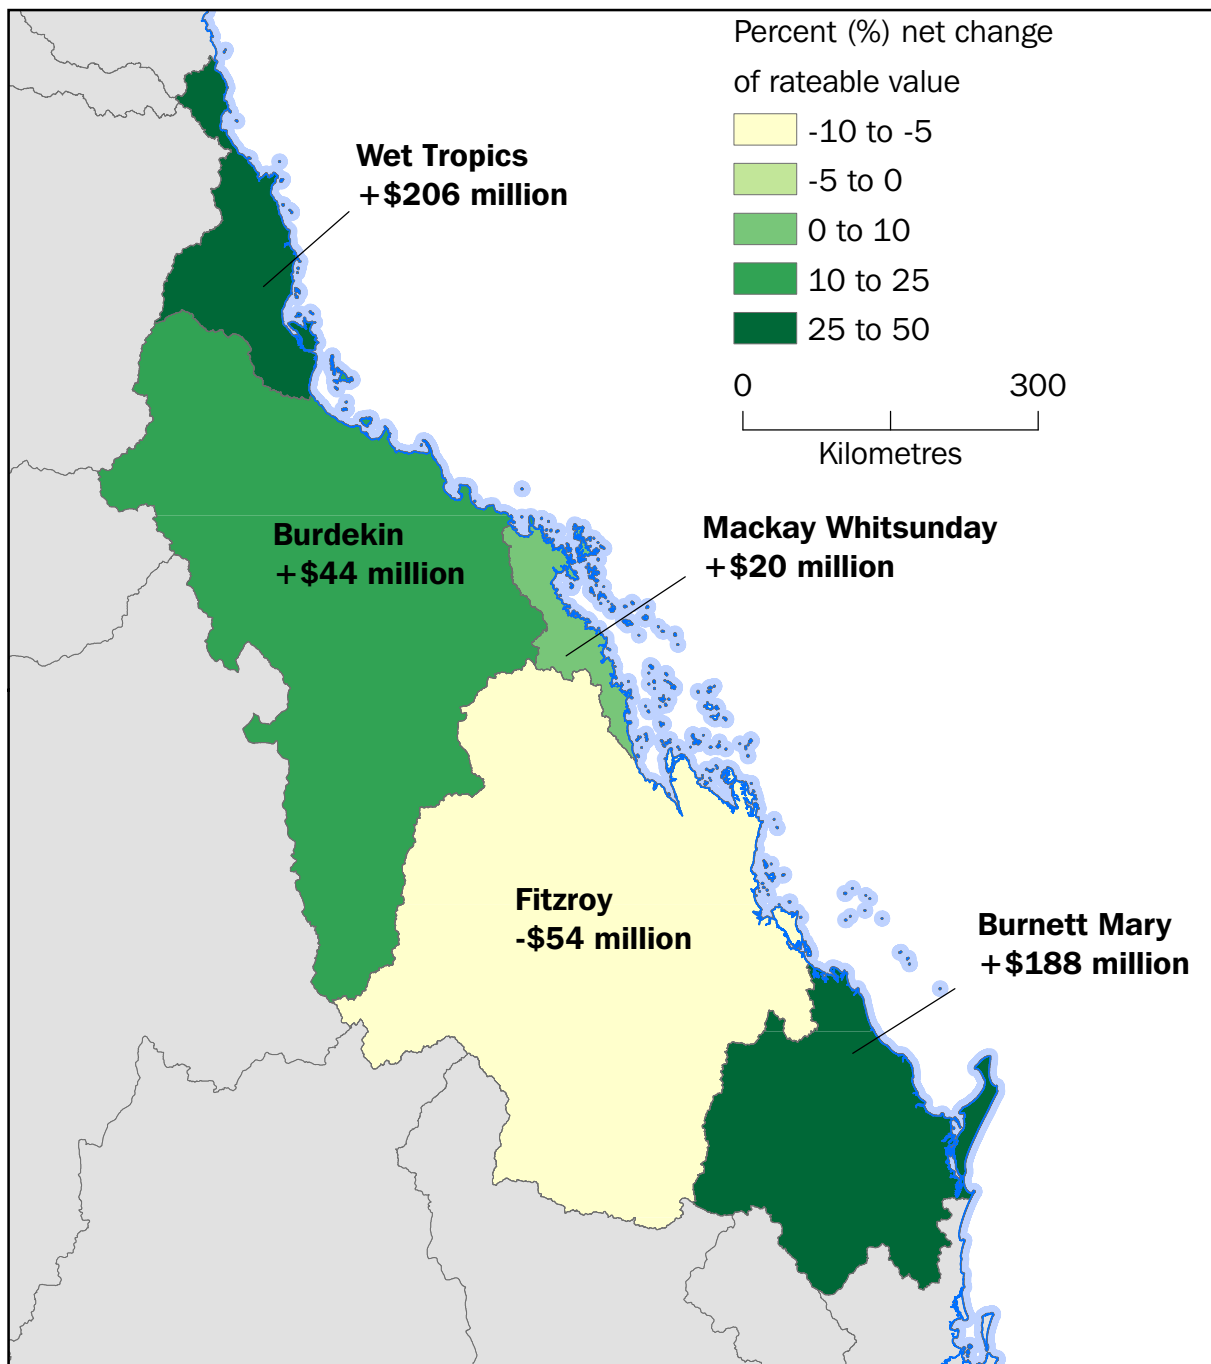 Percent (%) net change
of rateable value
-10 to -5
-5 to 0
0 to 10
10 to 25
25 to 50
0 300
Kilometres
Wet Tropics
+$206 million
Burdekin
+$44 million
Mackay Whitsunday
+$20 million
Fitzroy
-$54 million
Burnett Mary
+$188 million